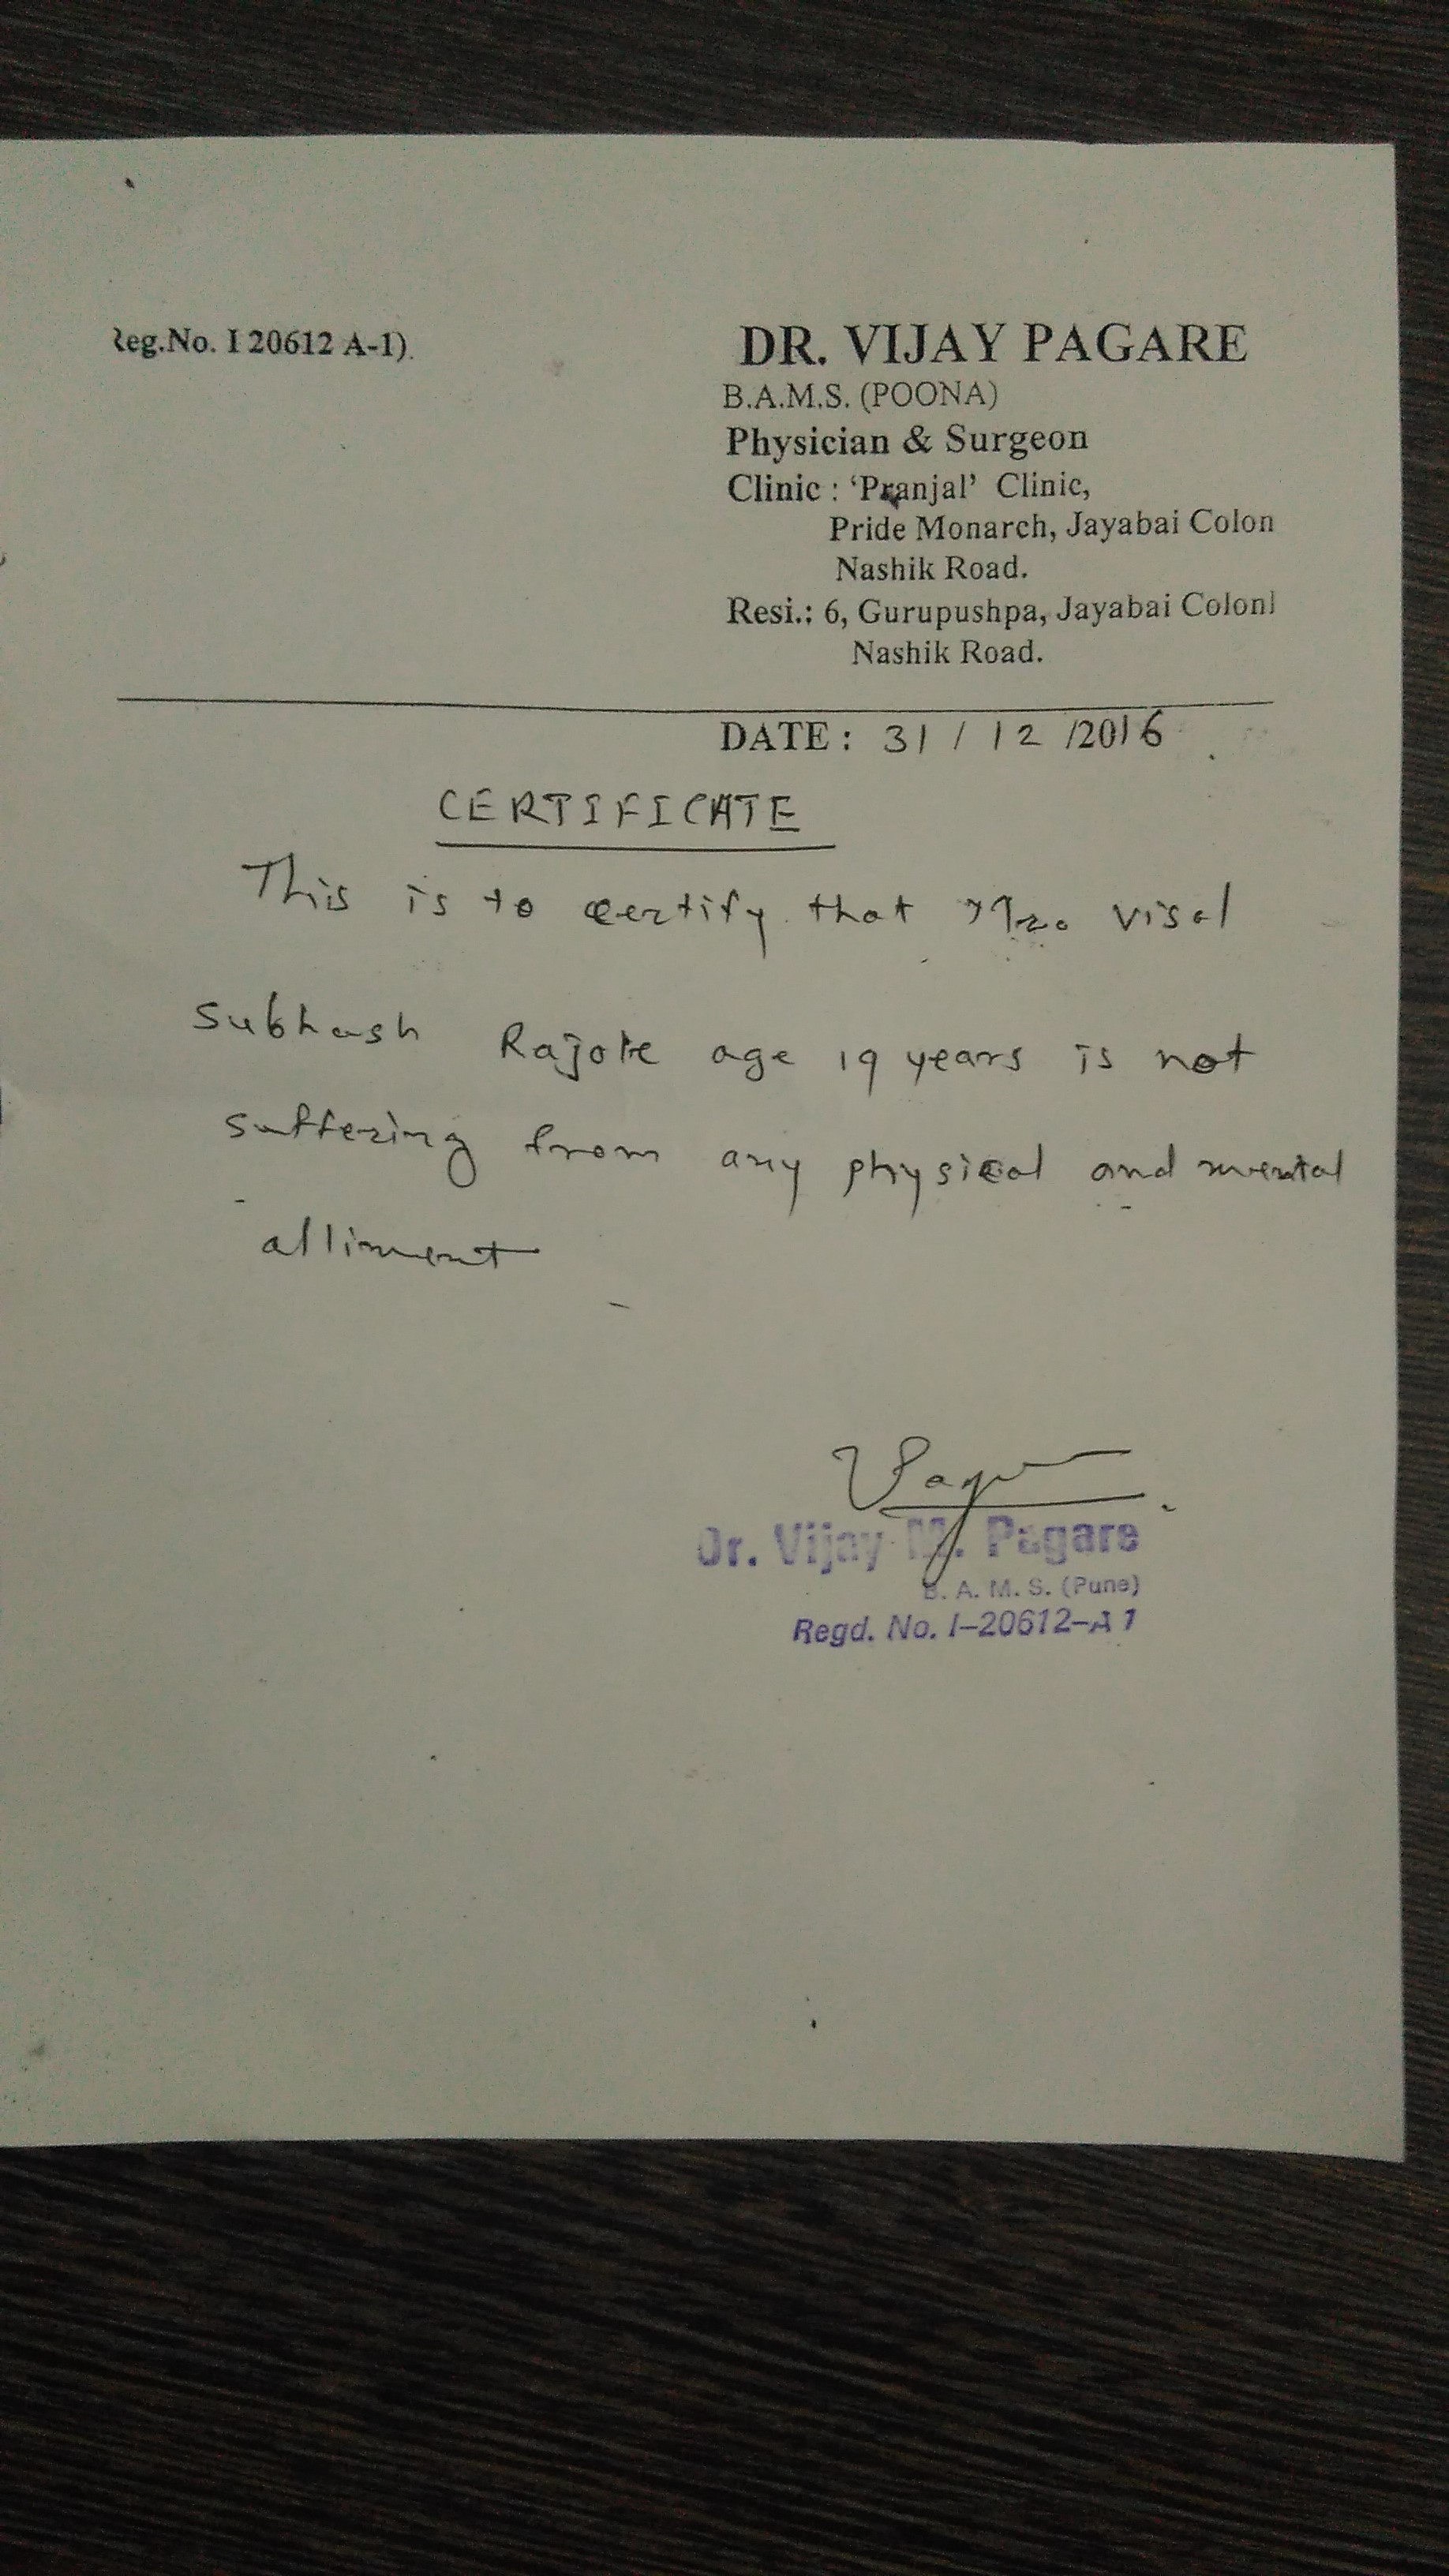 Reg.No. I 20612 A-1).
DR. VIJAY PAGARE
B.A.M.S. (POONA)
Physician & Surgeon
Clinic : ‘Pranjal’ Clinic,
Pride Monarch, Jayabai Colon
Nashik Road.
Resi.: 6, Gurupushpa, Jayabai Coloni
Nashik Road.
DATE : 31 / 12 /2016
CERTIFICATE
This is to certify that Mr. Visal
Subhash Rajole age 19 years is not
suffering from any physical and mental
alliment
Dr. Vijay M. Pagare
B. A. M. S. (Pune)
Regd. No. I-20612-A 1